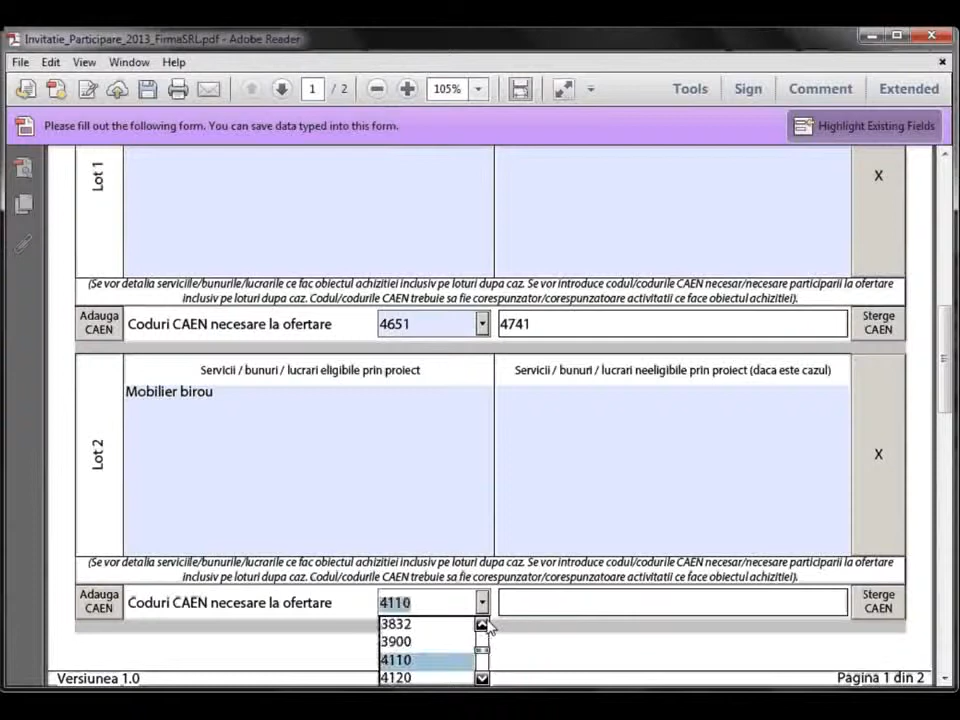 Invitatie_Participare_2013_FirmaSRL.pdf - Adobe Reader
File Edit View Window Help
1 / 2 105% Tools Sign Comment Extended
Please fill out the following form. You can save data typed into this form. Highlight Existing Fields
Lot 1
X
(Se vor detalia serviciile/bunurile/lucrarile ce fac obiectul achizitiei inclusiv pe loturi dupa caz. Se vor introduce codul/codurile CAEN necesar/necesare participarii la ofertare
inclusiv pe loturi dupa caz. Codul/codurile CAEN trebuie sa fie corespunzator/corespunzatoare activitatii ce face obiectul achizitiei).
Adauga CAEN Coduri CAEN necesare la ofertare 4651 4741 Sterge CAEN
Servicii / bunuri / lucrari eligibile prin proiect Servicii / bunuri / lucrari neeligibile prin proiect (daca este cazul)
Mobilier birou
Lot 2
X
(Se vor detalia serviciile/bunurile/lucrarile ce fac obiectul achizitiei inclusiv pe loturi dupa caz. Se vor introduce codul/codurile CAEN necesar/necesare participarii la ofertare
inclusiv pe loturi dupa caz. Codul/codurile CAEN trebuie sa fie corespunzator/corespunzatoare activitatii ce face obiectul achizitiei).
Adauga CAEN Coduri CAEN necesare la ofertare 4110 Sterge CAEN
3832
3900
4110
4120
Versiunea 1.0 Pagina 1 din 2